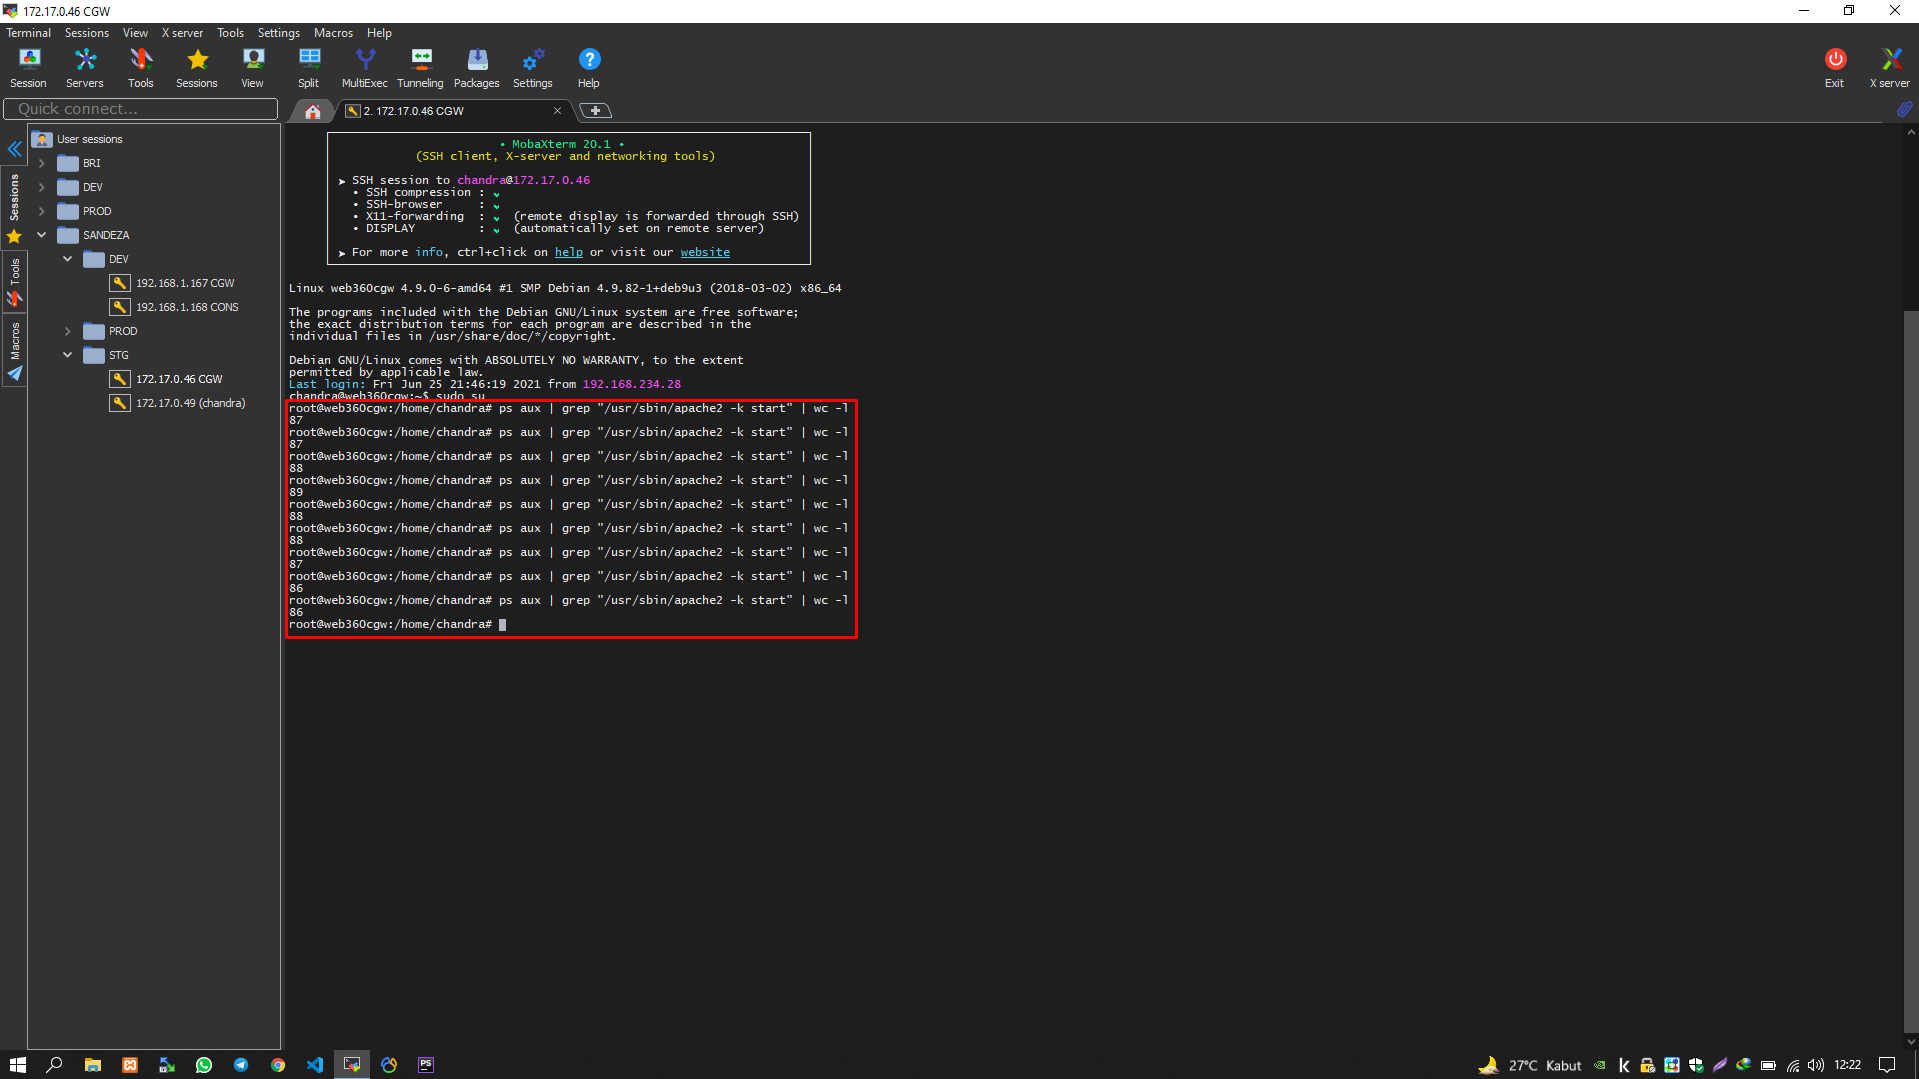 172.17.0.46 CGW
Terminal Sessions View X server Tools Settings Macros Help
Session Servers Tools Sessions View Split MultiExec Tunneling Packages Settings Help Exit X server
Quick connect...
2. 172.17.0.46 CGW
Sessions
Tools
Macros
User sessions
BRI
DEV
PROD
SANDEZA
DEV
192.168.1.167 CGW
192.168.1.168 CONS
PROD
STG
172.17.0.46 CGW
172.17.0.49 (chandra)
• MobaXterm 20.1 •
(SSH client, X-server and networking tools)
➤ SSH session to chandra@172.17.0.46
• SSH compression : ✔
• SSH-browser : ✔
• X11-forwarding : ✔ (remote display is forwarded through SSH)
• DISPLAY : ✔ (automatically set on remote server)
➤ For more info, ctrl+click on help or visit our website
Linux web360cgw 4.9.0-6-amd64 #1 SMP Debian 4.9.82-1+deb9u3 (2018-03-02) x86_64
The programs included with the Debian GNU/Linux system are free software;
the exact distribution terms for each program are described in the
individual files in /usr/share/doc/*/copyright.
Debian GNU/Linux comes with ABSOLUTELY NO WARRANTY, to the extent
permitted by applicable law.
Last login: Fri Jun 25 21:46:19 2021 from 192.168.234.28
chandra@web360cgw:~$ sudo su
root@web360cgw:/home/chandra# ps aux | grep "/usr/sbin/apache2 -k start" | wc -l
87
root@web360cgw:/home/chandra# ps aux | grep "/usr/sbin/apache2 -k start" | wc -l
87
root@web360cgw:/home/chandra# ps aux | grep "/usr/sbin/apache2 -k start" | wc -l
88
root@web360cgw:/home/chandra# ps aux | grep "/usr/sbin/apache2 -k start" | wc -l
89
root@web360cgw:/home/chandra# ps aux | grep "/usr/sbin/apache2 -k start" | wc -l
88
root@web360cgw:/home/chandra# ps aux | grep "/usr/sbin/apache2 -k start" | wc -l
88
root@web360cgw:/home/chandra# ps aux | grep "/usr/sbin/apache2 -k start" | wc -l
87
root@web360cgw:/home/chandra# ps aux | grep "/usr/sbin/apache2 -k start" | wc -l
86
root@web360cgw:/home/chandra# ps aux | grep "/usr/sbin/apache2 -k start" | wc -l
86
root@web360cgw:/home/chandra#
PS
27°C Kabut 12:22